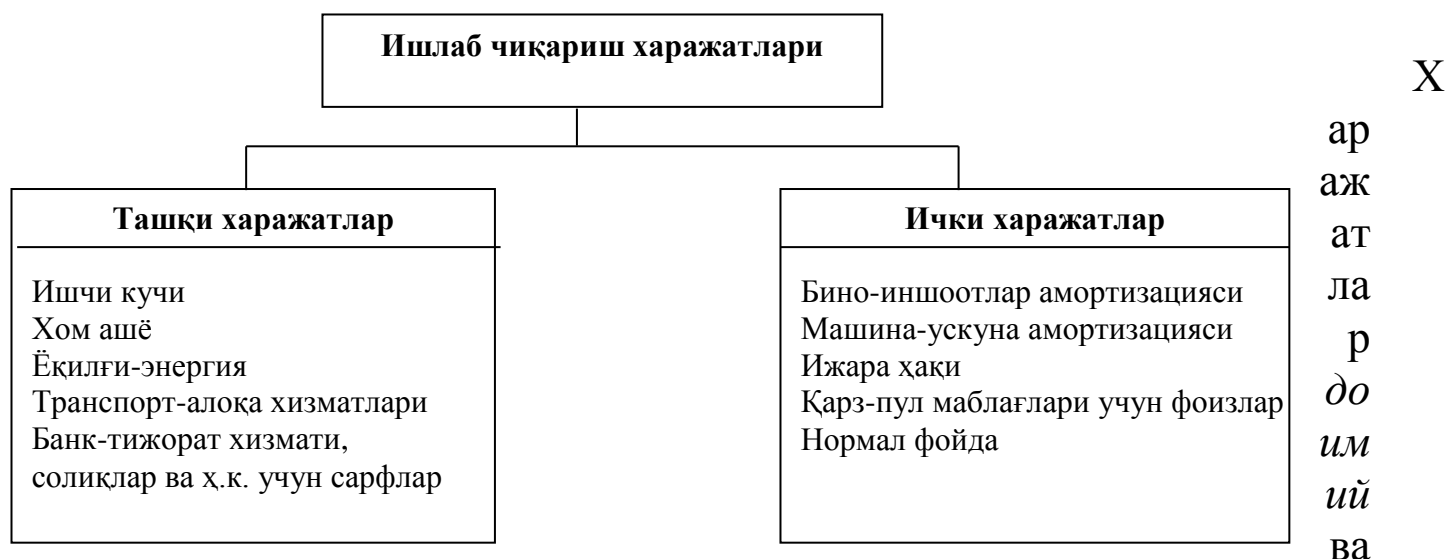 Ишлаб чиқариш харажатлари
Ташқи харажатлар
Ишчи кучи
Хом ашё
Ёқилғи-энергия
Транспорт-алоқа хизматлари
Банк-тижорат хизмати,
солиқлар ва ҳ.к. учун сарфлар
Ички харажатлар
Бино-иншоотлар амортизацияси
Машина-ускуна амортизацияси
Ижара ҳақи
Қарз-пул маблағлари учун фоизлар
Нормал фойда
Х
ар
аж
ат
ла
р
до
им
ий
ва